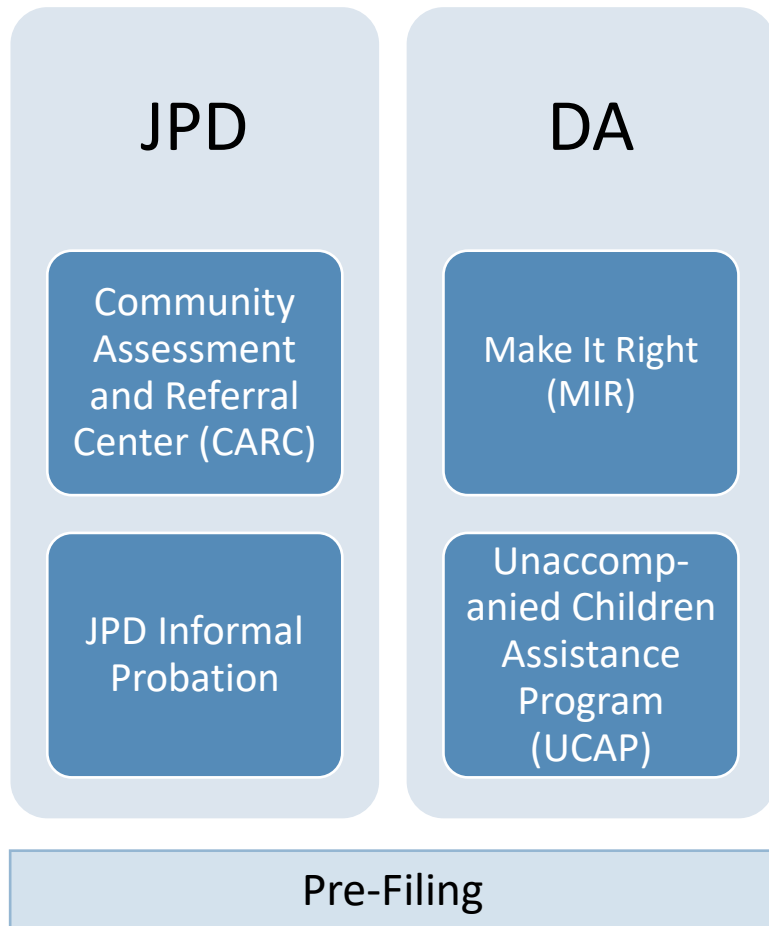 JPD
Community
Assessment
and Referral
Center (CARC)
JPD Informal
Probation
DA
Make It Right
(MIR)
Unaccomp-
anied Children
Assistance
Program
(UCAP)
Pre-Filing